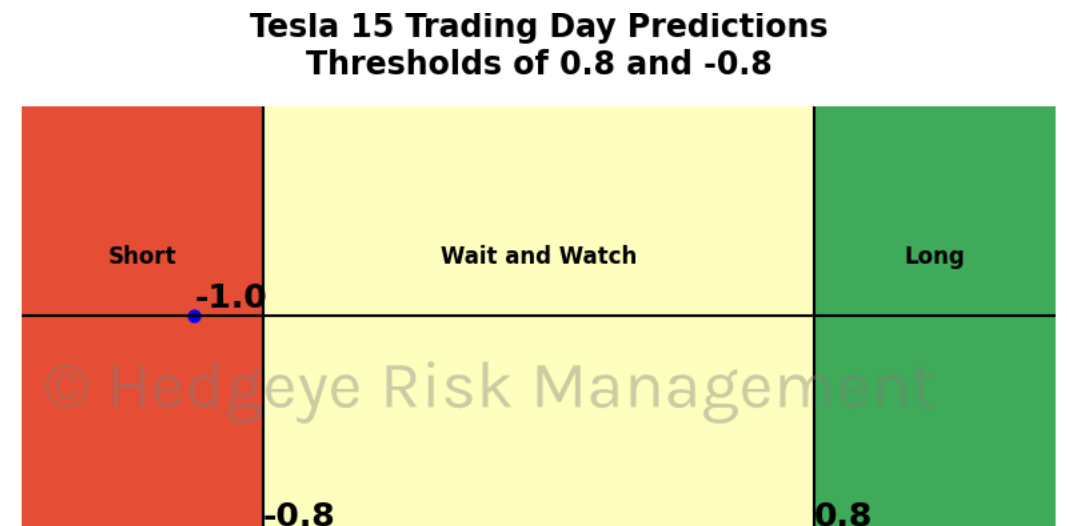 Tesla 15 Trading Day Predictions
Thresholds of 0.8 and -0.8
Short
Wait and Watch
Long
-1.0
© Hedgeye Risk Management
-0.8
0.8